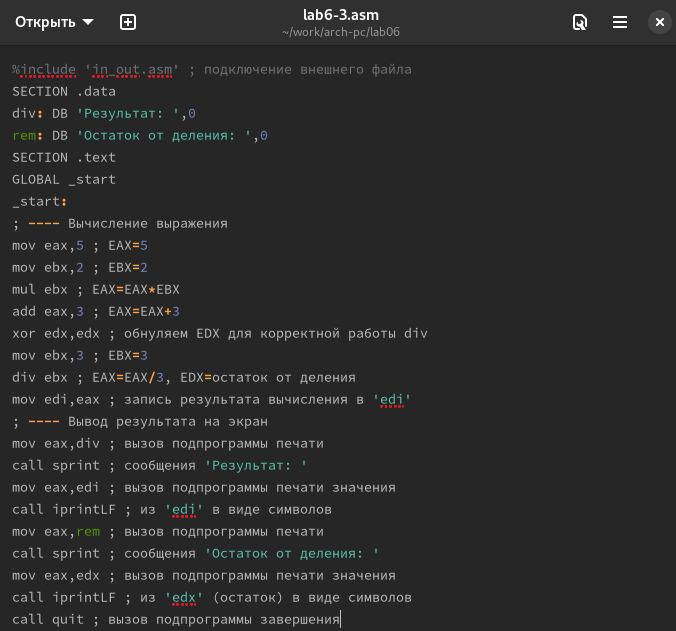 Открыть
lab6-3.asm
~/work/arch-pc/lab06
%include 'in_out.asm' ; подключение внешнего файла
SECTION .data
div: DB 'Результат: ',0
rem: DB 'Остаток от деления: ',0
SECTION .text
GLOBAL _start
_start:
; ---- Вычисление выражения
mov eax,5 ; EAX=5
mov ebx,2 ; EBX=2
mul ebx ; EAX=EAX*EBX
add eax,3 ; EAX=EAX+3
xor edx,edx ; обнуляем EDX для корректной работы div
mov ebx,3 ; EBX=3
div ebx ; EAX=EAX/3, EDX=остаток от деления
mov edi,eax ; запись результата вычисления в 'edi'
; ---- Вывод результата на экран
mov eax,div ; вызов подпрограммы печати
call sprint ; сообщения 'Результат: '
mov eax,edi ; вызов подпрограммы печати значения
call iprintLF ; из 'edi' в виде символов
mov eax,rem ; вызов подпрограммы печати
call sprint ; сообщения 'Остаток от деления: '
mov eax,edx ; вызов подпрограммы печати значения
call iprintLF ; из 'edx' (остаток) в виде символов
call quit ; вызов подпрограммы завершения